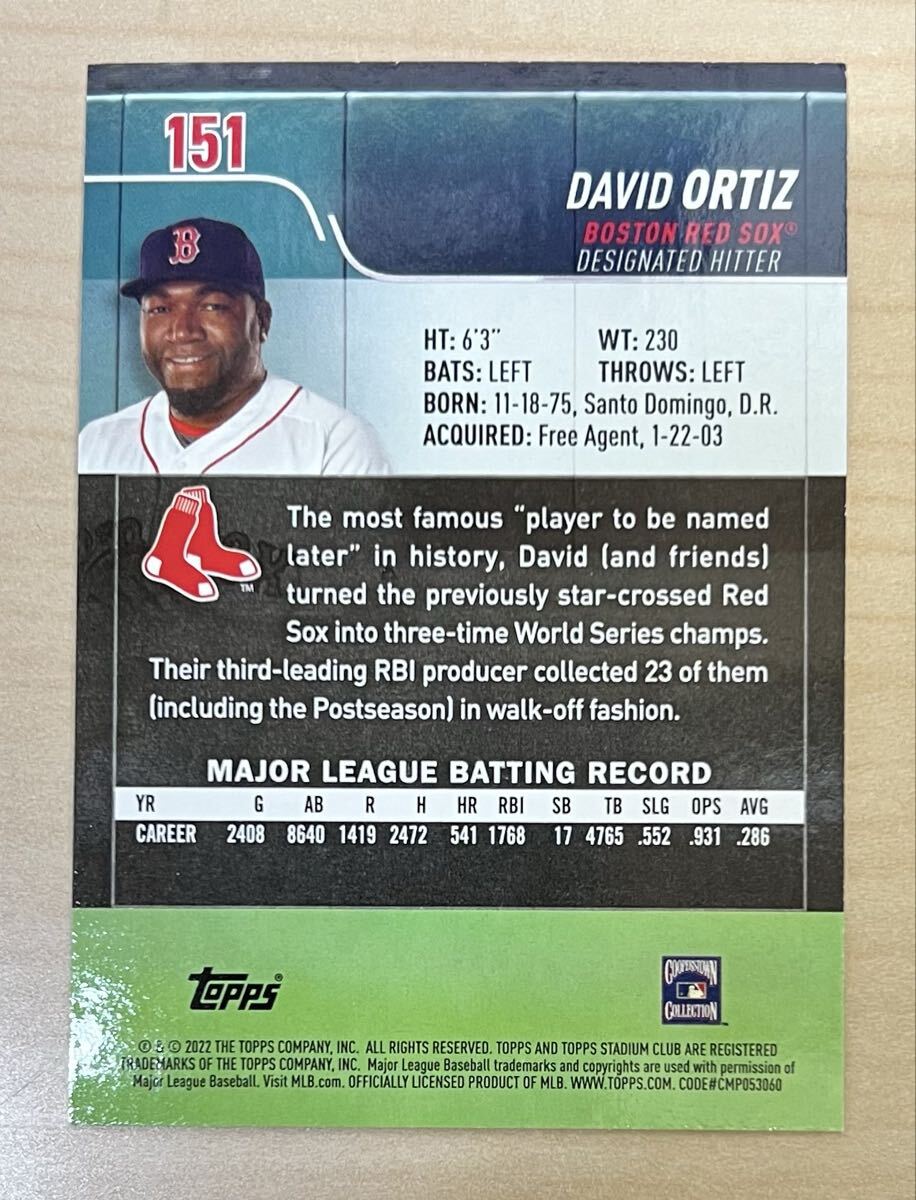 151
DAVID ORTIZ
BOSTON RED SOX®
DESIGNATED HITTER
B
HT: 6'3" WT: 230
BATS: LEFT THROWS: LEFT
BORN: 11-18-75, Santo Domingo, D.R.
ACQUIRED: Free Agent, 1-22-03
The most famous "player to be named
later" in history, David (and friends)
turned the previously star-crossed Red
Sox into three-time World Series champs.
Their third-leading RBI producer collected 23 of them
(including the Postseason) in walk-off fashion.
TM
MAJOR LEAGUE BATTING RECORD
YR G AB R H HR RBI SB TB SLG OPS AVG
CAREER 2408 8640 1419 2472 541 1768 17 4765 .552 .931 .286
topps®
COOPERSTOWN
COLLECTION
® & © 2022 THE TOPPS COMPANY, INC. ALL RIGHTS RESERVED. TOPPS AND TOPPS STADIUM CLUB ARE REGISTERED
TRADEMARKS OF THE TOPPS COMPANY, INC. Major League Baseball trademarks and copyrights are used with permission of
Major League Baseball. Visit MLB.com. OFFICIALLY LICENSED PRODUCT OF MLB. WWW.TOPPS.COM. CODE#CMP053060